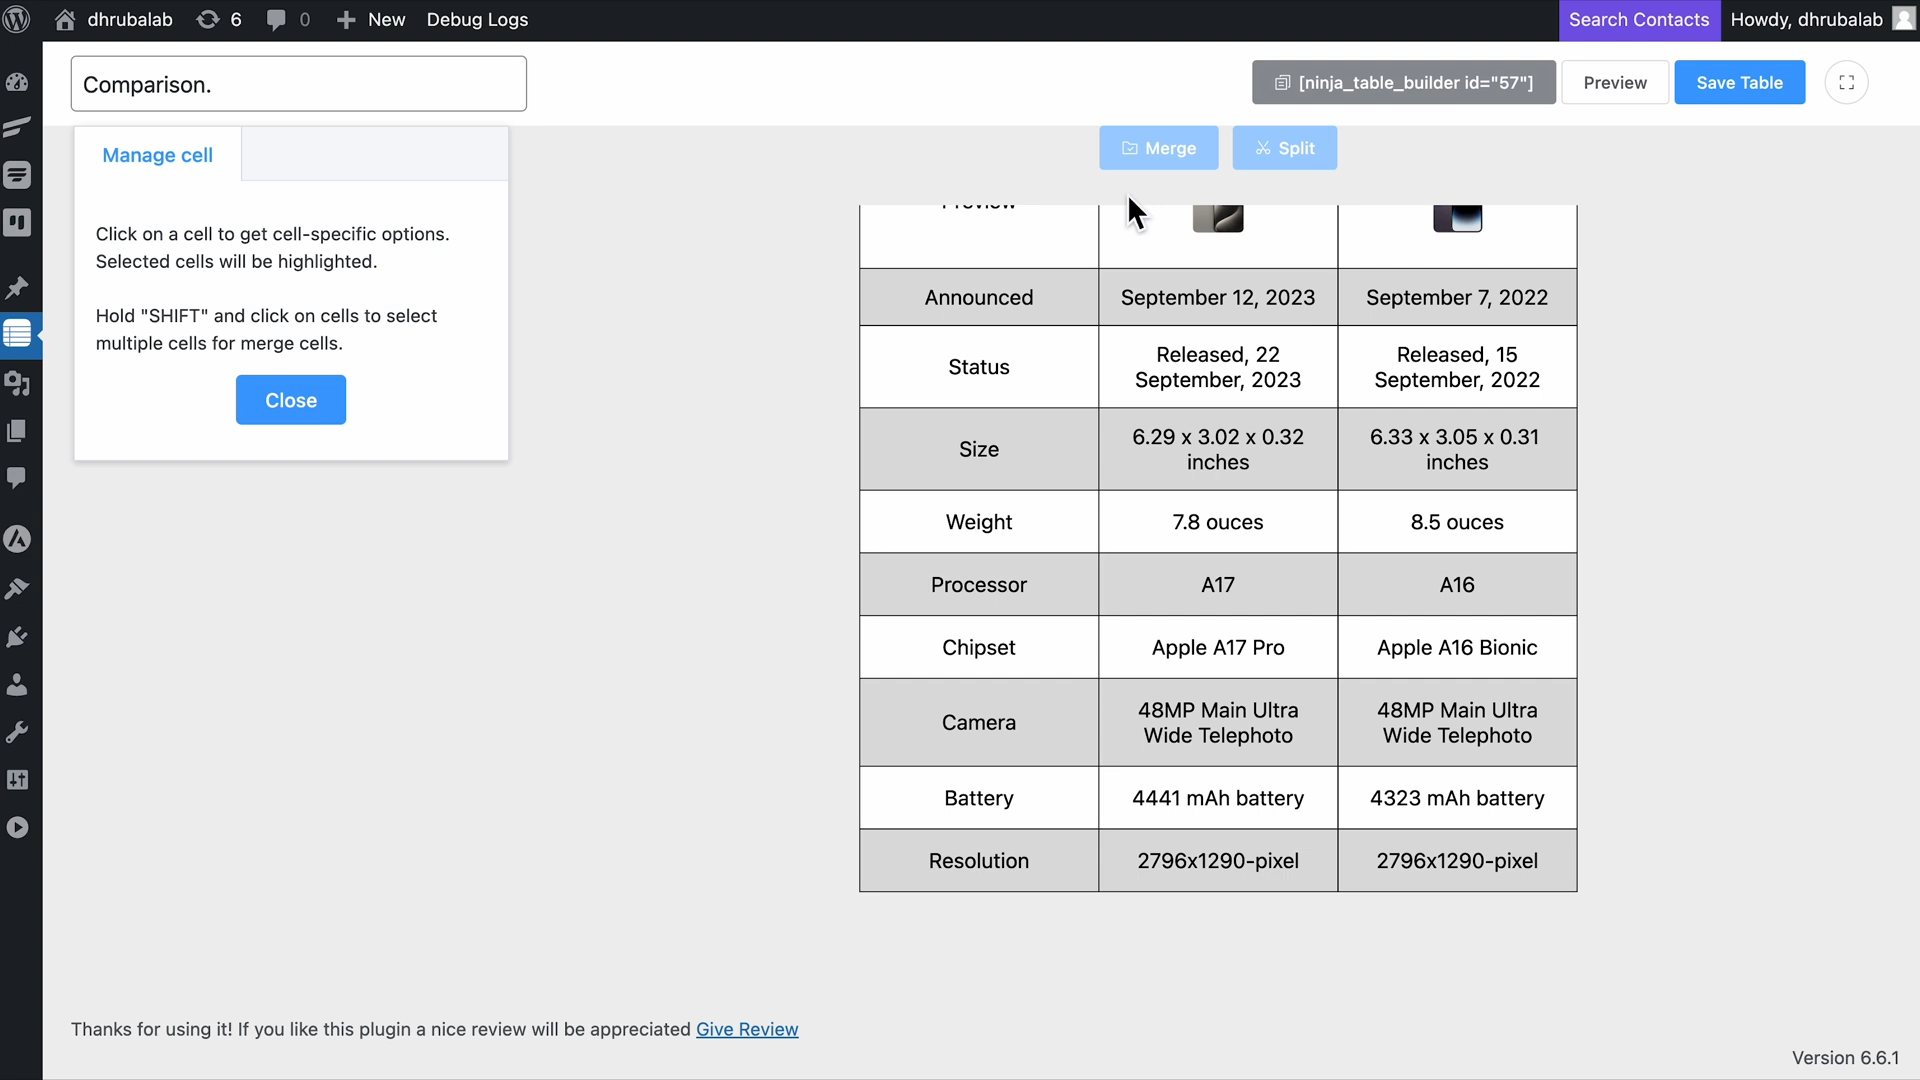 dhrubalab 6 0 New Debug Logs Search Contacts Howdy, dhrubalab
Comparison.
[ninja_table_builder id="57"] Preview Save Table
Manage cell
Click on a cell to get cell-specific options.
Selected cells will be highlighted.
Hold "SHIFT" and click on cells to select
multiple cells for merge cells.
Close
Merge Split
Preview
Announced September 12, 2023 September 7, 2022
Status Released, 22 September, 2023 Released, 15 September, 2022
Size 6.29 x 3.02 x 0.32 inches 6.33 x 3.05 x 0.31 inches
Weight 7.8 ouces 8.5 ouces
Processor A17 A16
Chipset Apple A17 Pro Apple A16 Bionic
Camera 48MP Main Ultra Wide Telephoto 48MP Main Ultra Wide Telephoto
Battery 4441 mAh battery 4323 mAh battery
Resolution 2796x1290-pixel 2796x1290-pixel
Thanks for using it! If you like this plugin a nice review will be appreciated Give Review
Version 6.6.1